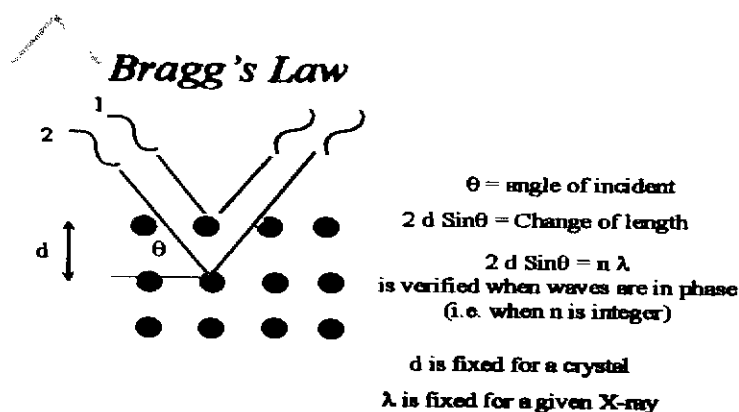 Bragg's Law
1
2
d
θ
θ = angle of incident
2 d Sinθ = Change of length
2 d Sinθ = n λ
is verified when waves are in phase
(i.e. when n is integer)
d is fixed for a crystal
λ is fixed for a given X-ray